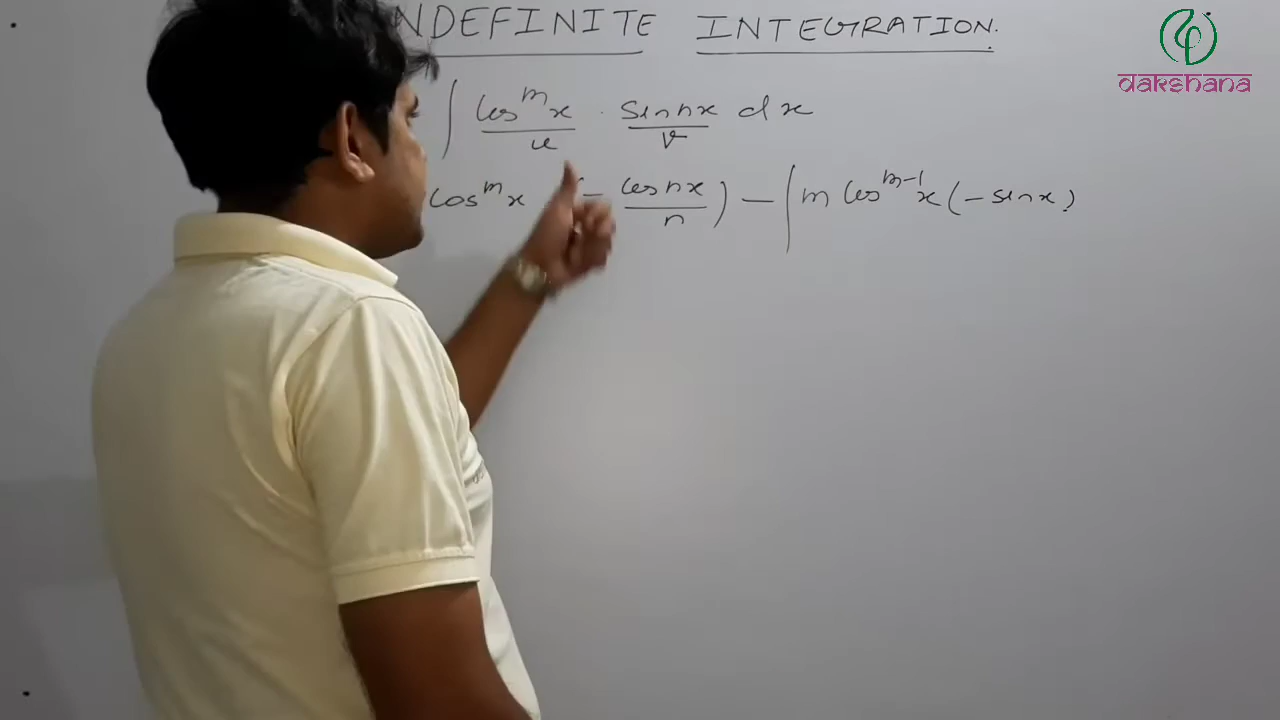 NDEFINITE INTEGRATION.
dakshana
∫ cos^m x · sin nx dx
u v
cos^m x (- cos nx / n) - ∫ m cos^(m-1) x (- sin x)